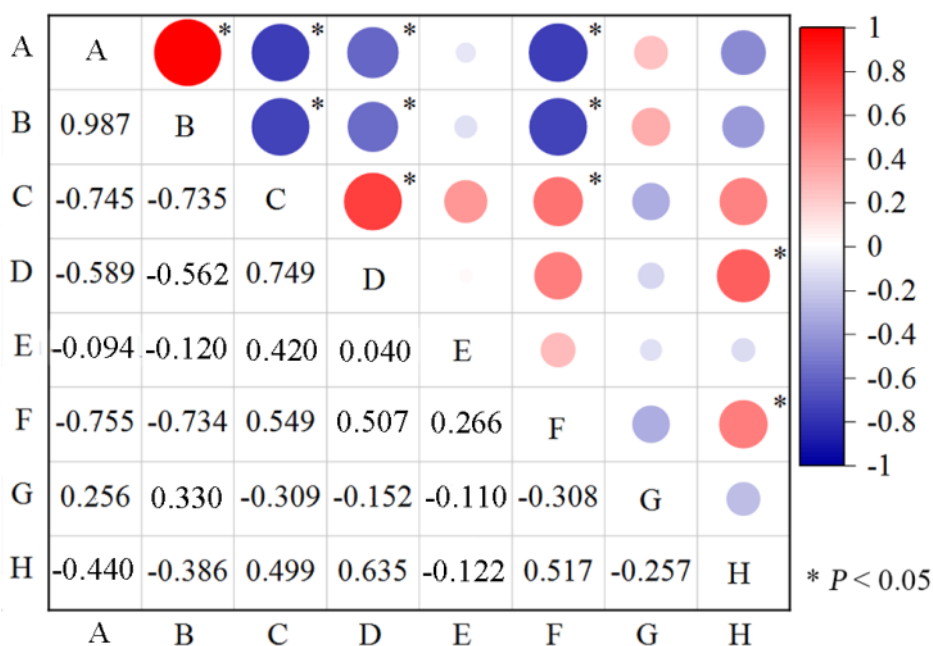 A A * * * * 1
0.8
B 0.987 B * * * 0.6
0.4
C -0.745 -0.735 C * * 0.2
0
D -0.589 -0.562 0.749 D * -0.2
E -0.094 -0.120 0.420 0.040 E -0.4
-0.6
F -0.755 -0.734 0.549 0.507 0.266 F * -0.8
-1
G 0.256 0.330 -0.309 -0.152 -0.110 -0.308 G
H -0.440 -0.386 0.499 0.635 -0.122 0.517 -0.257 H * P < 0.05
A B C D E F G H